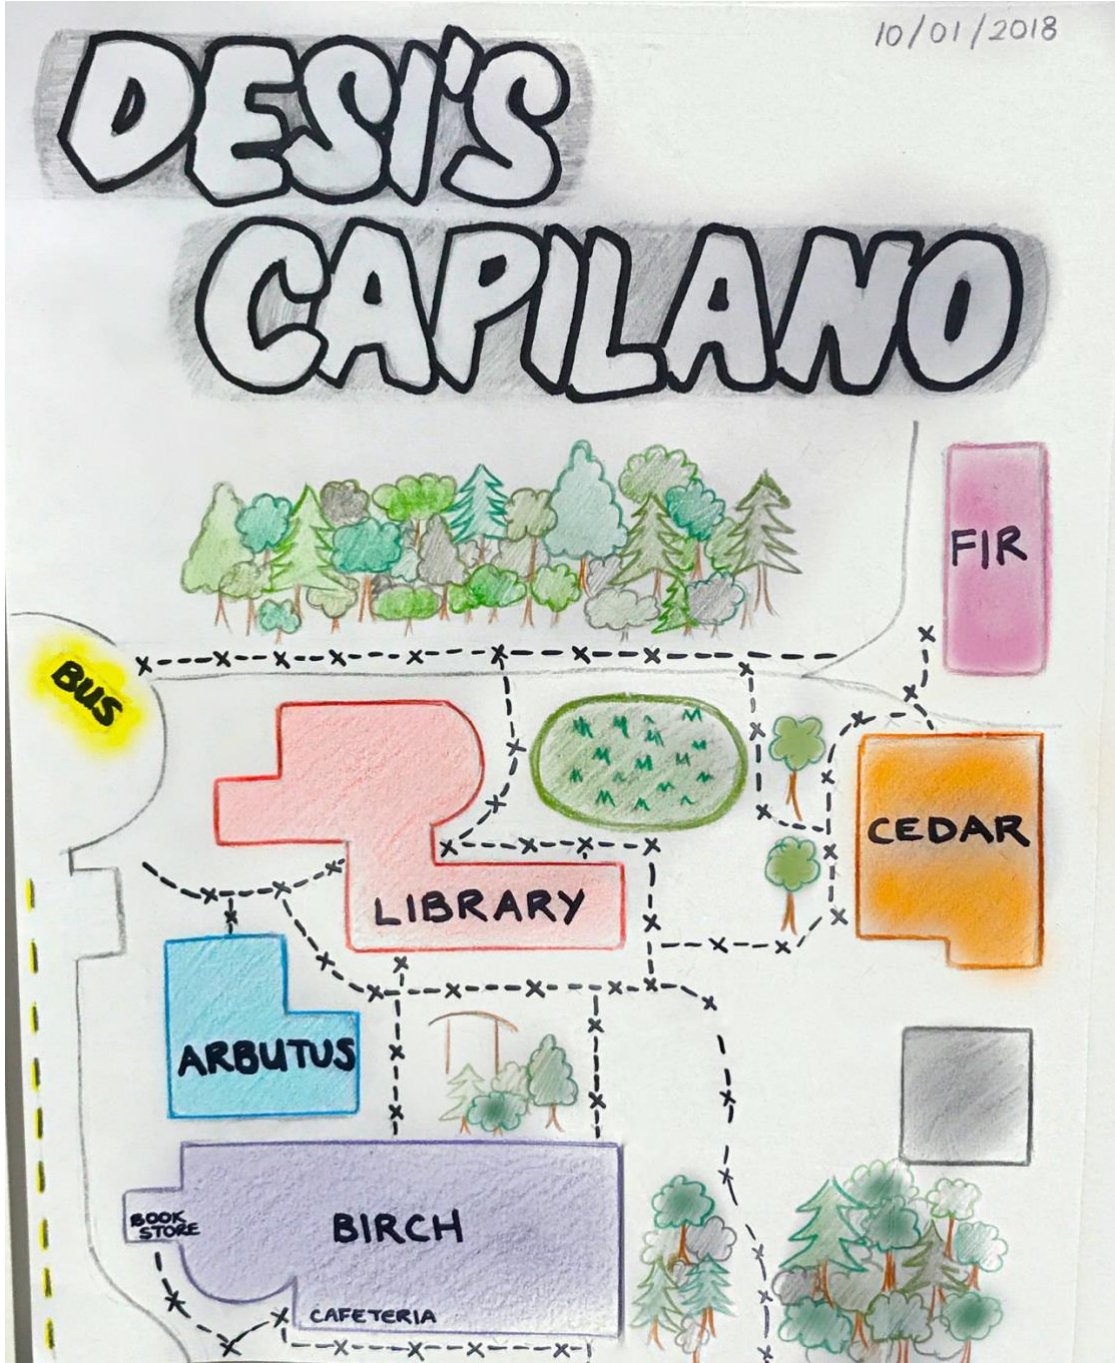 10/01/2018
DESI'S
CAPILANO
FIR
BUS
CEDAR
LIBRARY
ARBUTUS
BOOK
STORE
BIRCH
CAFETERIA